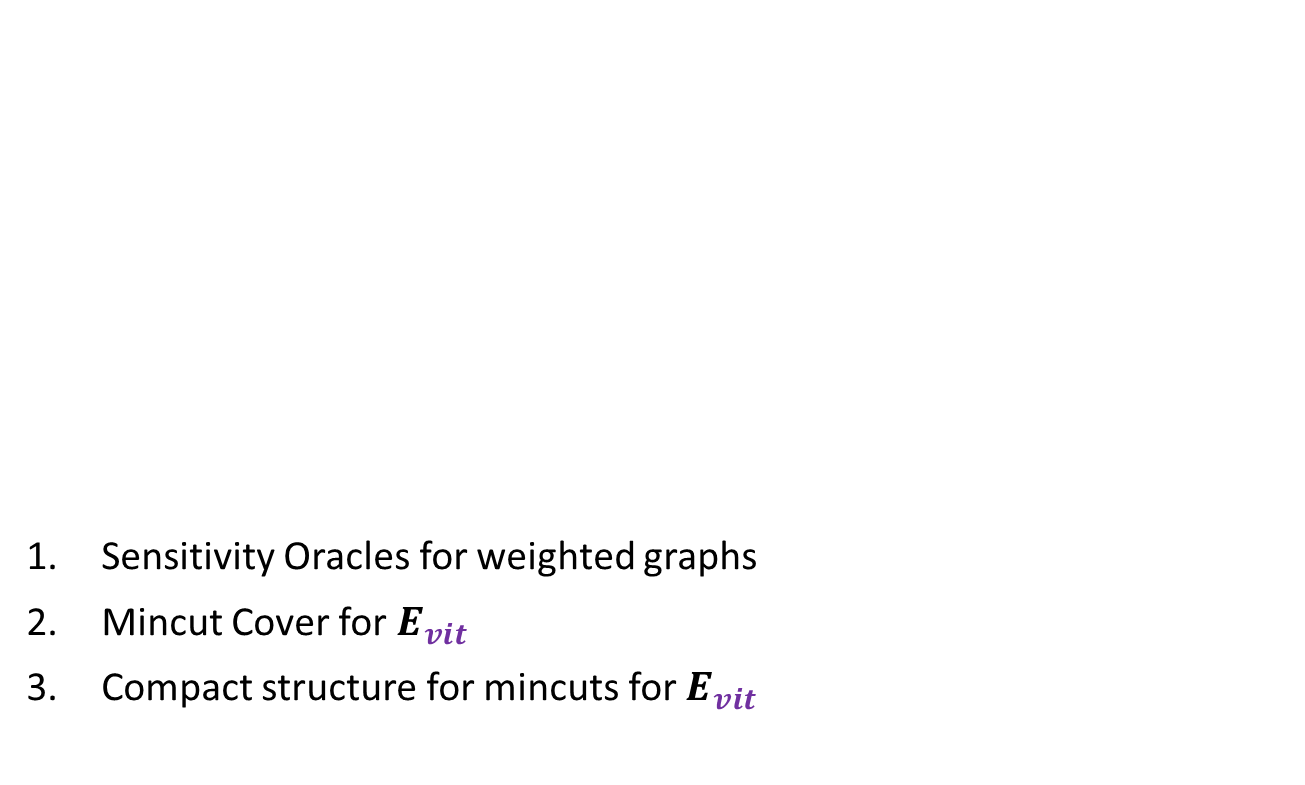 1. Sensitivity Oracles for weighted graphs
2. Mincut Cover for E_vit
3. Compact structure for mincuts for E_vit